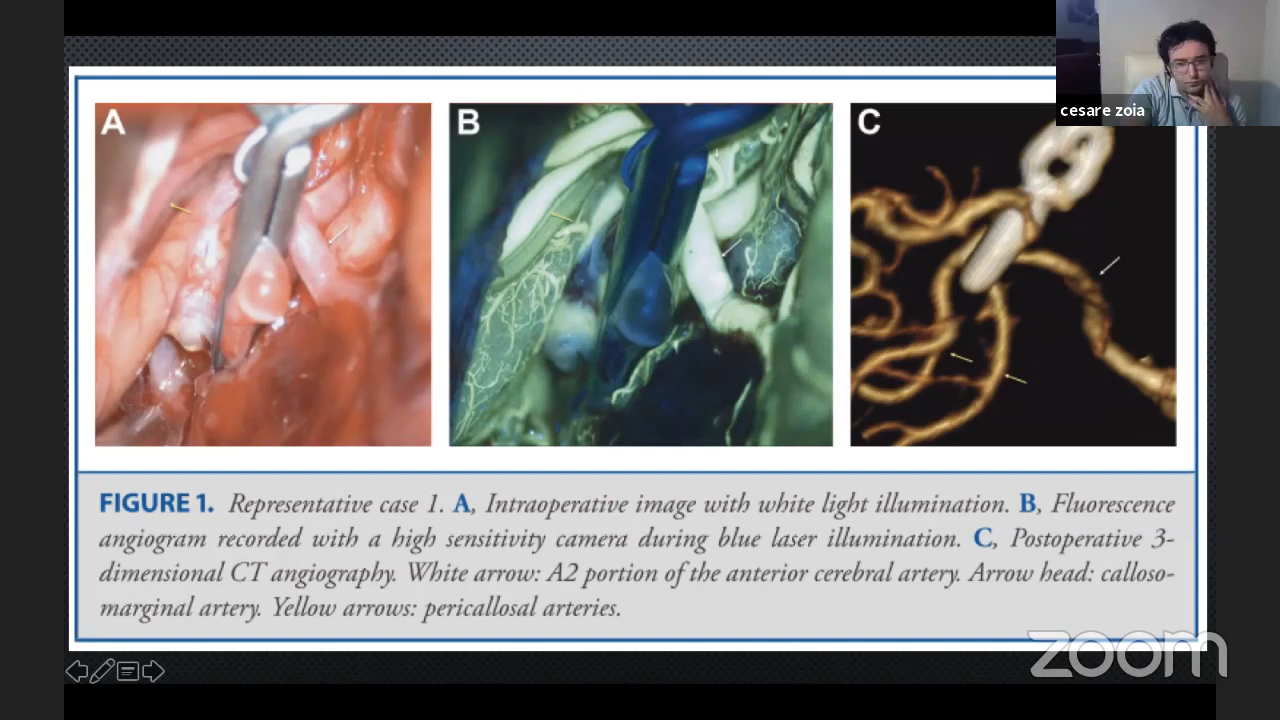 A
B
C
cesare zoia
FIGURE 1. Representative case 1. A, Intraoperative image with white light illumination. B, Fluorescence
angiogram recorded with a high sensitivity camera during blue laser illumination. C, Postoperative 3-
dimensional CT angiography. White arrow: A2 portion of the anterior cerebral artery. Arrow head: calloso-
marginal artery. Yellow arrows: pericallosal arteries.
zoom